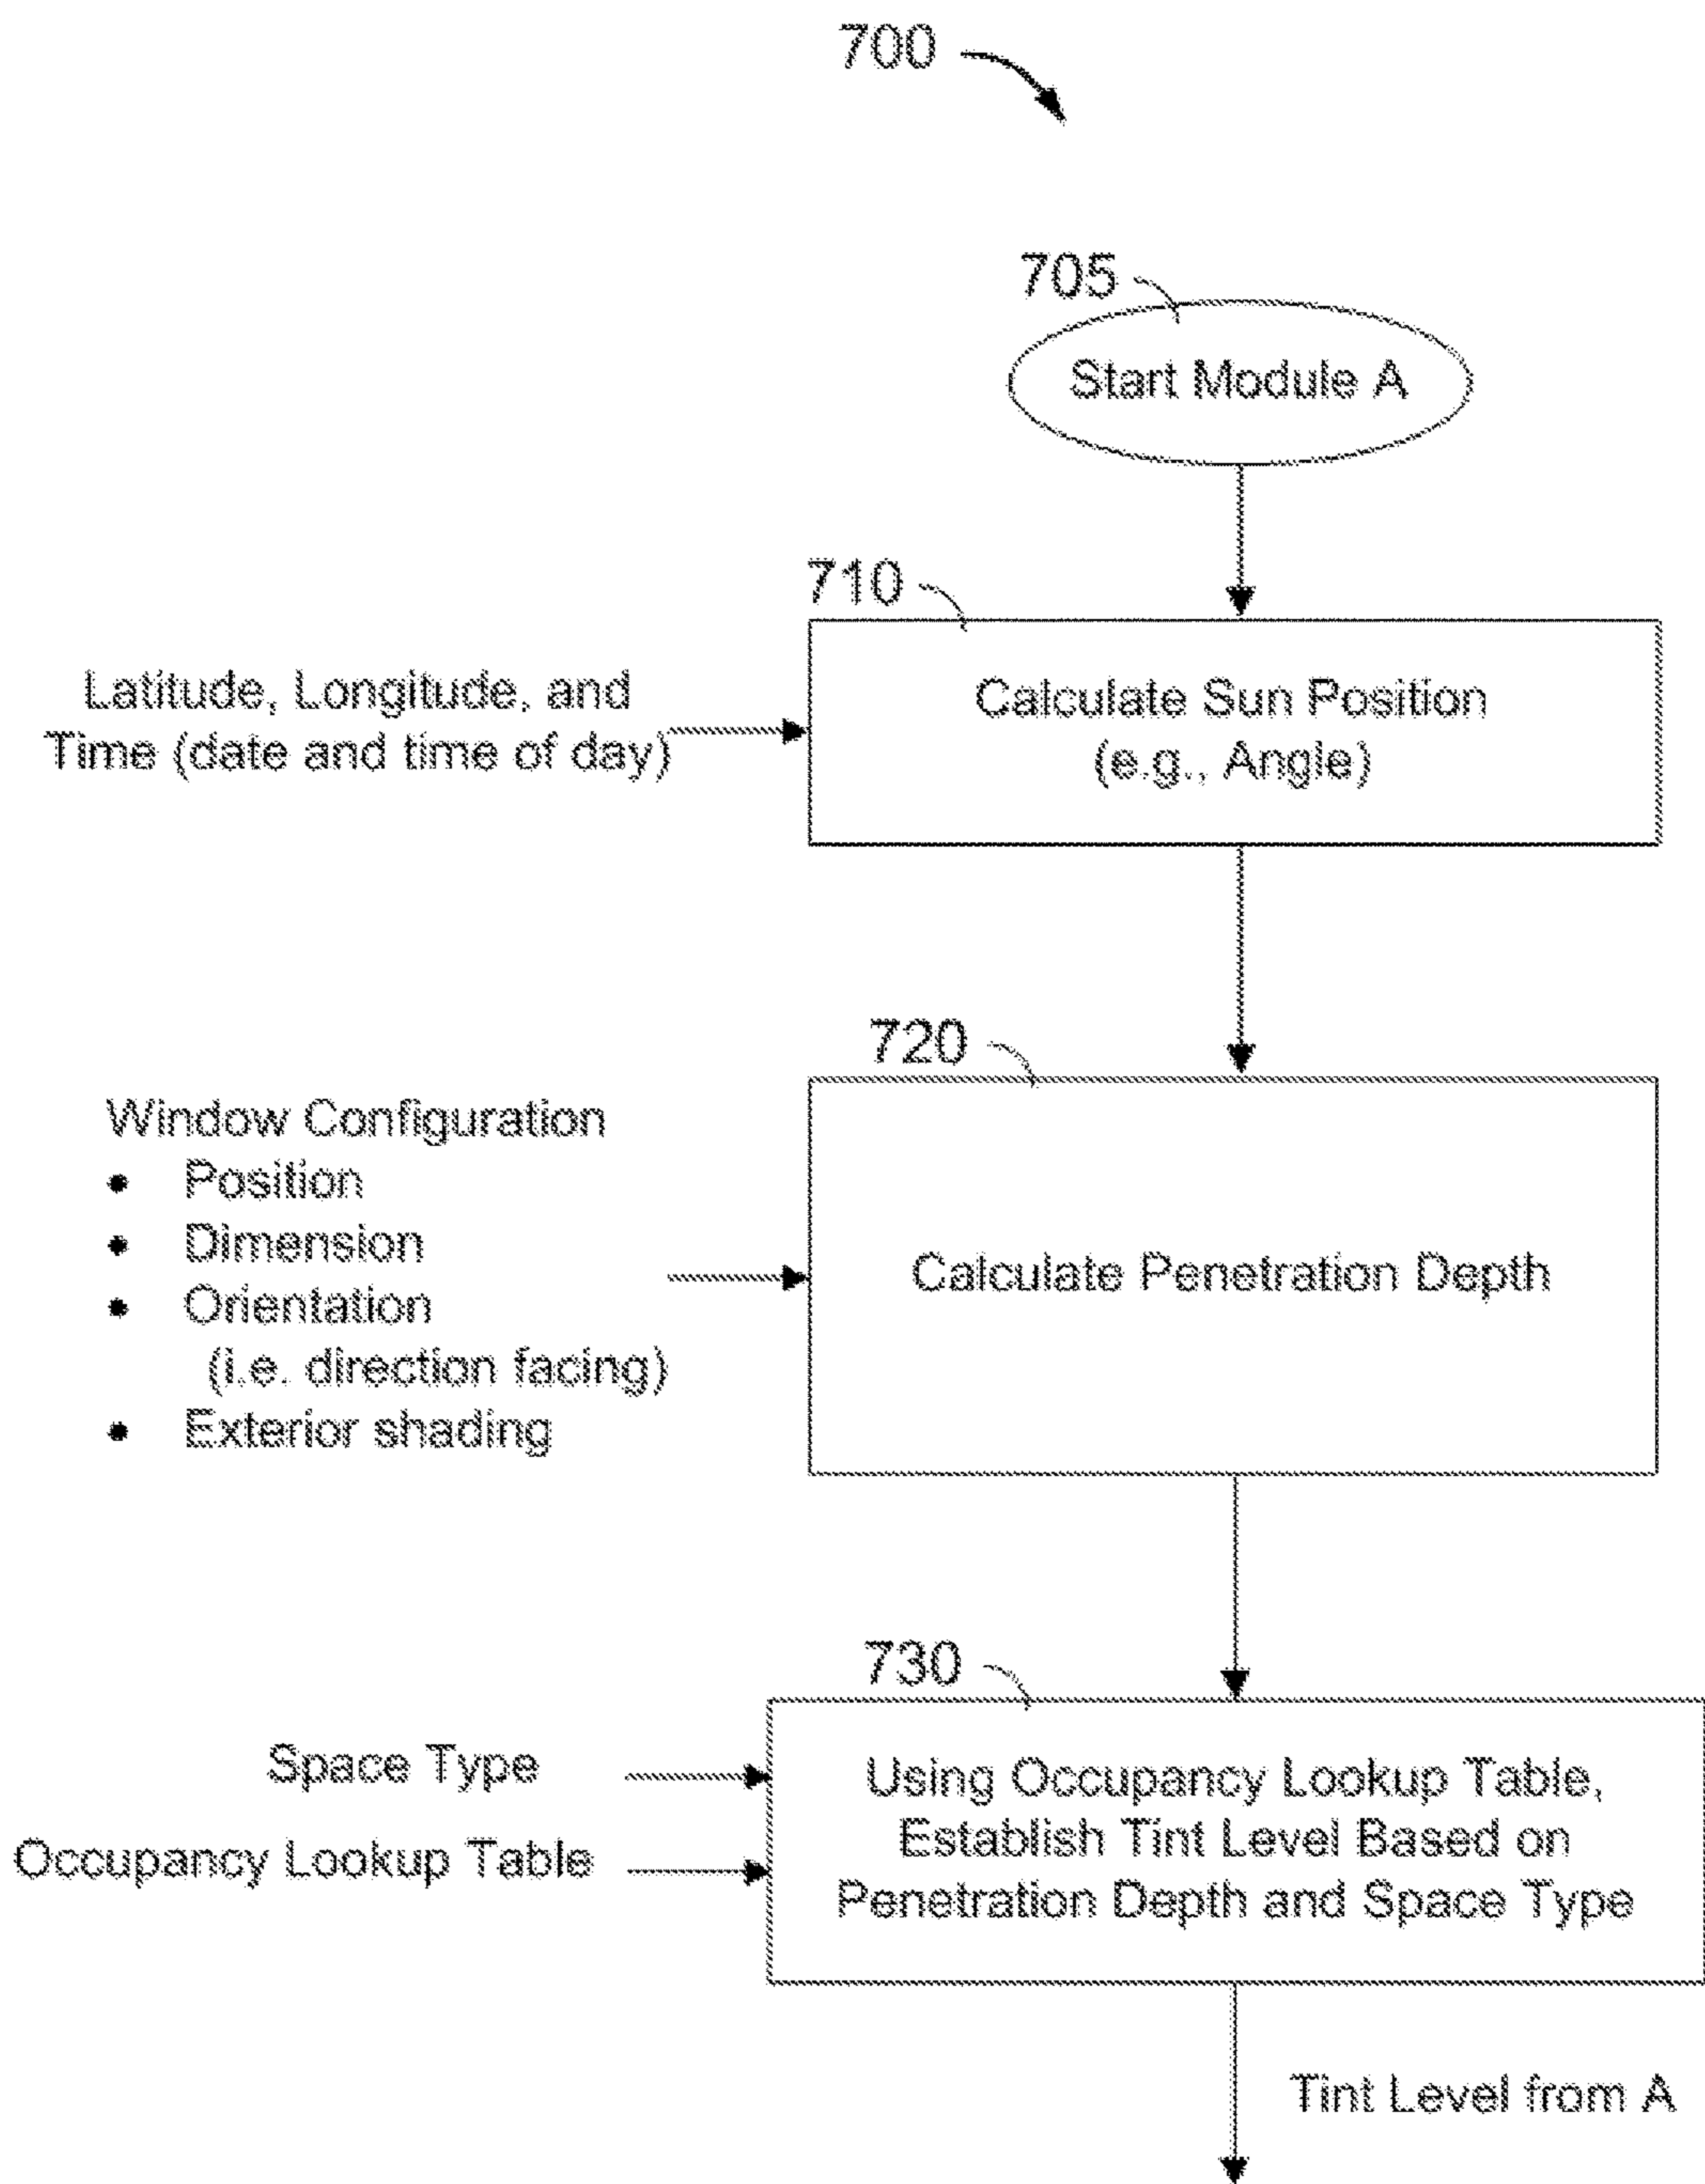 700
705
Start Module A
710
Latitude, Longitude, and
Time (date and time of day)
Calculate Sun Position
(e.g., Angle)
720
Window Configuration
• Position
• Dimension
• Orientation
(i.e. direction facing)
• Exterior shading
Calculate Penetration Depth
730
Space Type
Occupancy Lookup Table
Using Occupancy Lookup Table,
Establish Tint Level Based on
Penetration Depth and Space Type
Tint Level from A